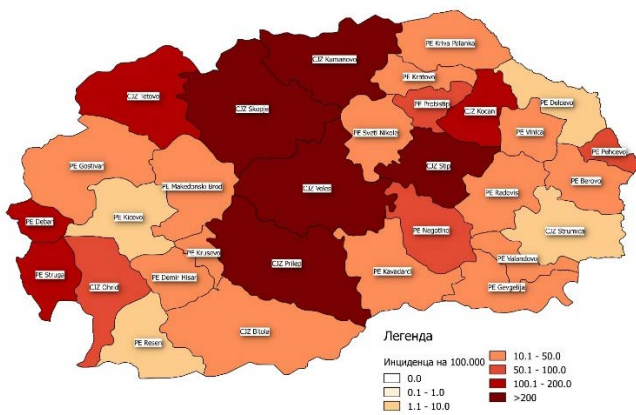 PE Kriva Palanka
CJZ Kumanovo
PE Kratovo
CJZ Tetovo
CJZ Skopje
PE Probistip
CJZ Kocani
PE Delcevo
PE Sveti Nikole
PE Vinica
PE Pehcevo
PE Gostivar
CJZ Stip
PE Makedonski Brod
CJZ Veles
PE Berovo
PE Radovis
PE Debar
PE Kicevo
PE Negotino
CJZ Strumica
PE Krusevo
CJZ Prilep
PE Valandovo
PE Struga
CJZ Ohrid
PE Demir Hisar
PE Kavadarci
PE Gevgelija
CJZ Bitola
PE Resen
Легенда
Инциденца на 100.000
0.0
0.1 - 1.0
1.1 - 10.0
10.1 - 50.0
50.1 - 100.0
100.1 - 200.0
>200